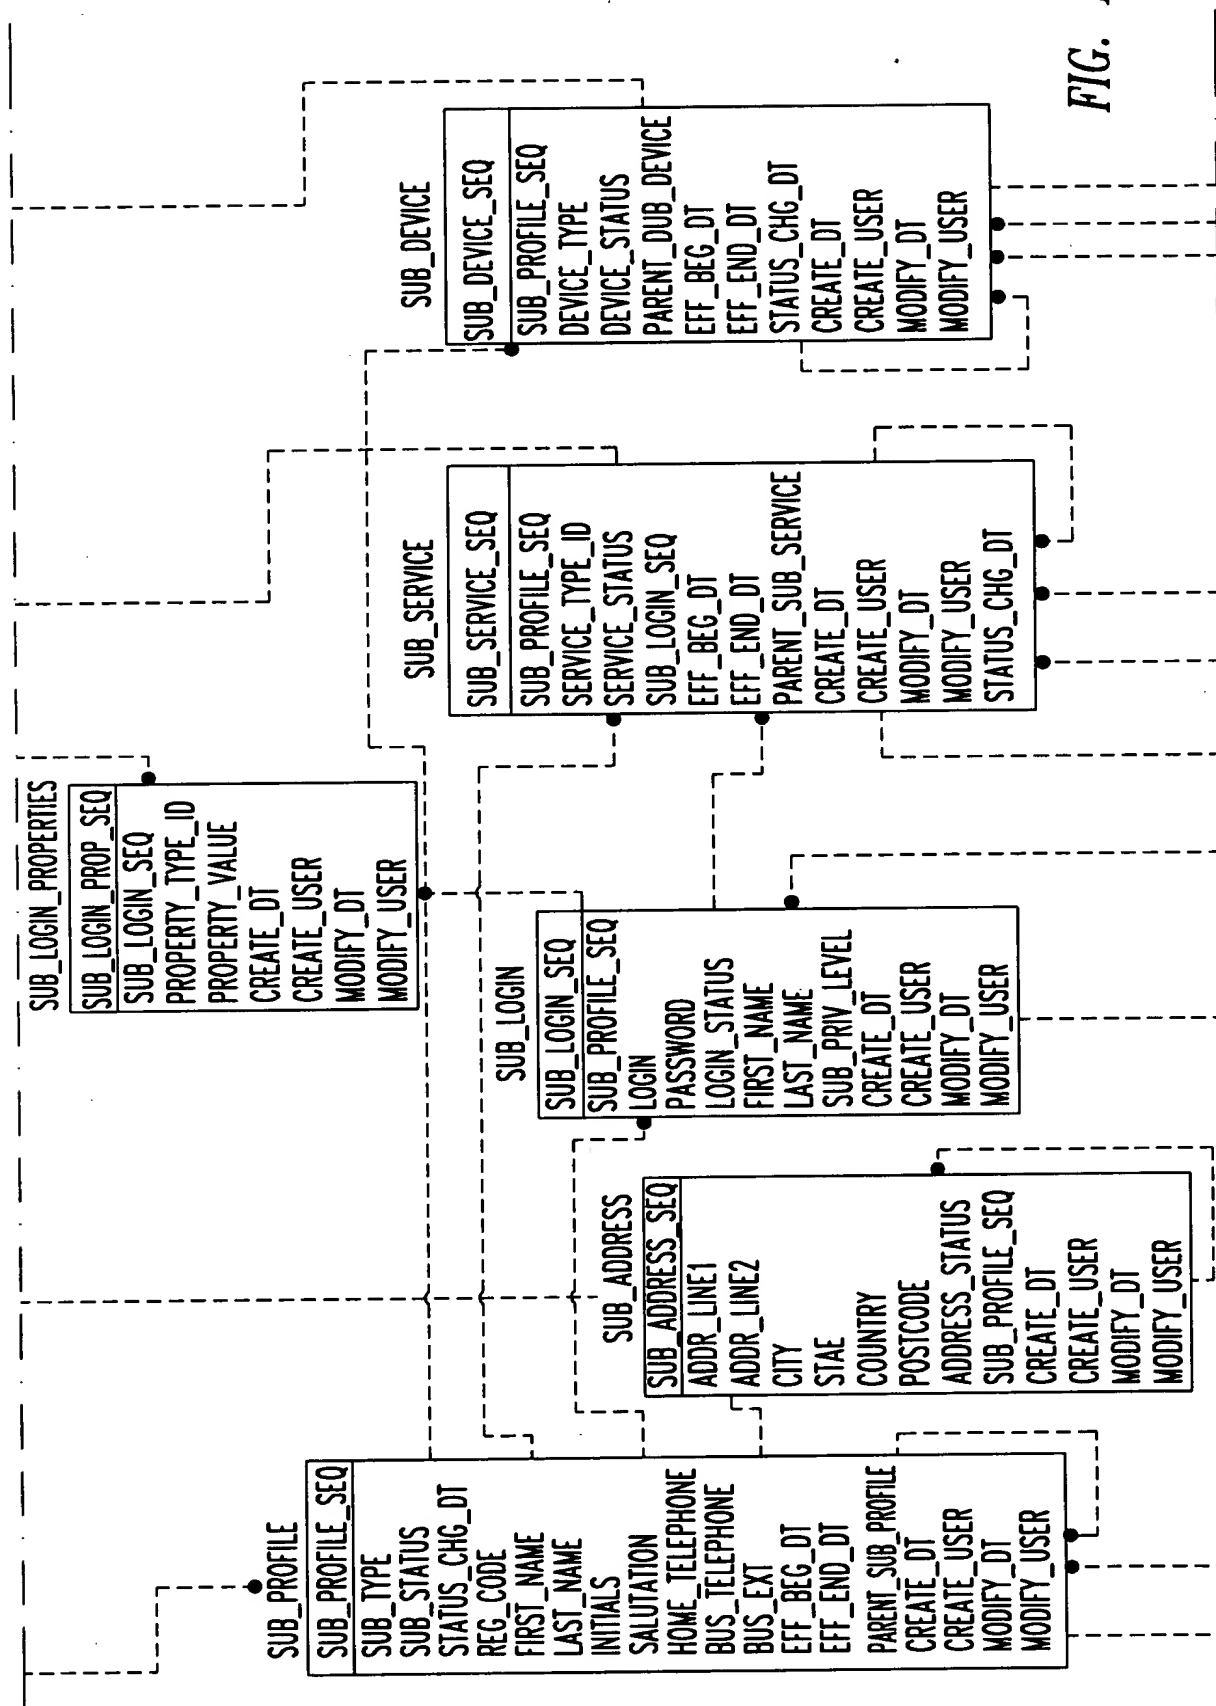 SUB_PROFILE
SUB_PROFILE_SEQ
SUB_TYPE
SUB_STATUS
STATUS_CHG_DT
REG_CODE
FIRST_NAME
LAST_NAME
INITIALS
SALUTATION
HOME_TELEPHONE
BUS_TELEPHONE
BUS_EXT
EFF_BEG_DT
EFF_END_DT
PARENT_SUB_PROFILE
CREATE_DT
CREATE_USER
MODIFY_DT
MODIFY_USER
SUB_ADDRESS
SUB_ADDRESS_SEQ
ADDR_LINE1
ADDR_LINE2
CITY
STAE
COUNTRY
POSTCODE
ADDRESS_STATUS
SUB_PROFILE_SEQ
CREATE_DT
CREATE_USER
MODIFY_DT
MODIFY_USER
SUB_LOGIN_PROPERTIES
SUB_LOGIN_PROP_SEQ
SUB_LOGIN_SEQ
PROPERTY_TYPE_ID
PROPERTY_VALUE
CREATE_DT
CREATE_USER
MODIFY_DT
MODIFY_USER
SUB_LOGIN
SUB_LOGIN_SEQ
SUB_PROFILE_SEQ
LOGIN
PASSWORD
LOGIN_STATUS
FIRST_NAME
LAST_NAME
SUB_PRIV_LEVEL
CREATE_DT
CREATE_USER
MODIFY_DT
MODIFY_USER
SUB_SERVICE
SUB_SERVICE_SEQ
SUB_PROFILE_SEQ
SERVICE_TYPE_ID
SERVICE_STATUS
SUB_LOGIN_SEQ
EFF_BEG_DT
EFF_END_DT
PARENT_SUB_SERVICE
CREATE_DT
CREATE_USER
MODIFY_DT
MODIFY_USER
STATUS_CHG_DT
SUB_DEVICE
SUB_DEVICE_SEQ
SUB_PROFILE_SEQ
DEVICE_TYPE
DEVICE_STATUS
PARENT_DUB_DEVICE
EFF_BEG_DT
EFF_END_DT
STATUS_CHG_DT
CREATE_DT
CREATE_USER
MODIFY_DT
MODIFY_USER
FIG.